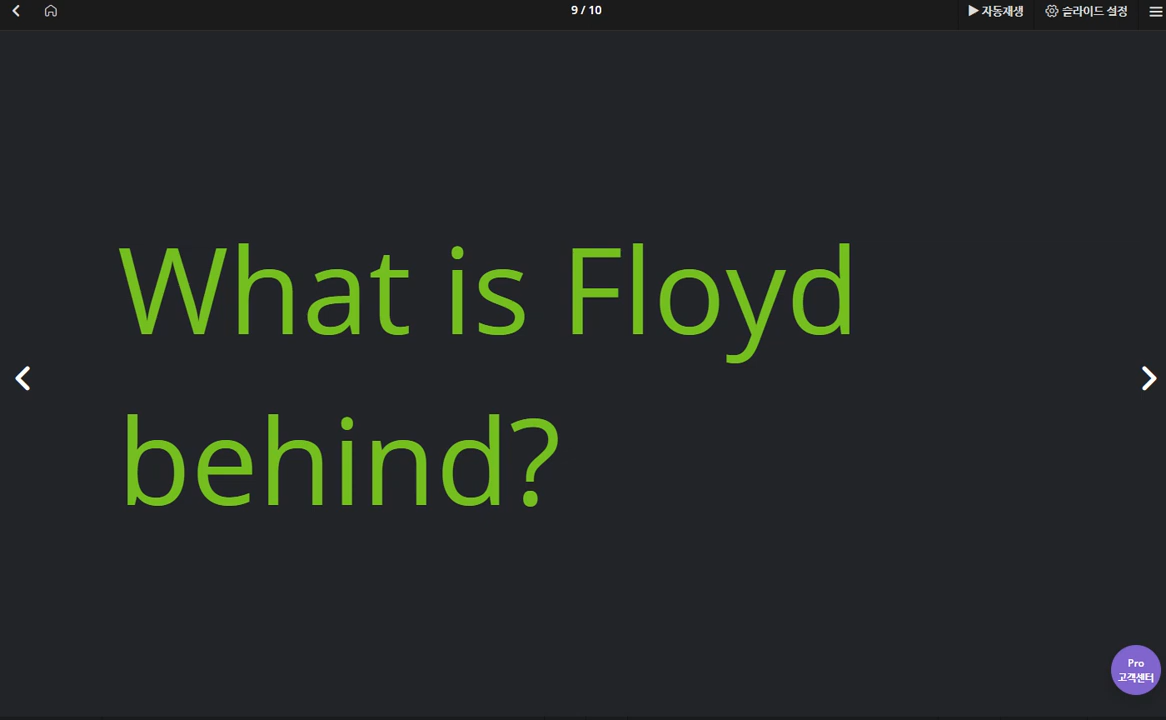 9 / 10
▶ 자동재생
슬라이드 설정
What is Floyd
behind?
Pro
고객센터